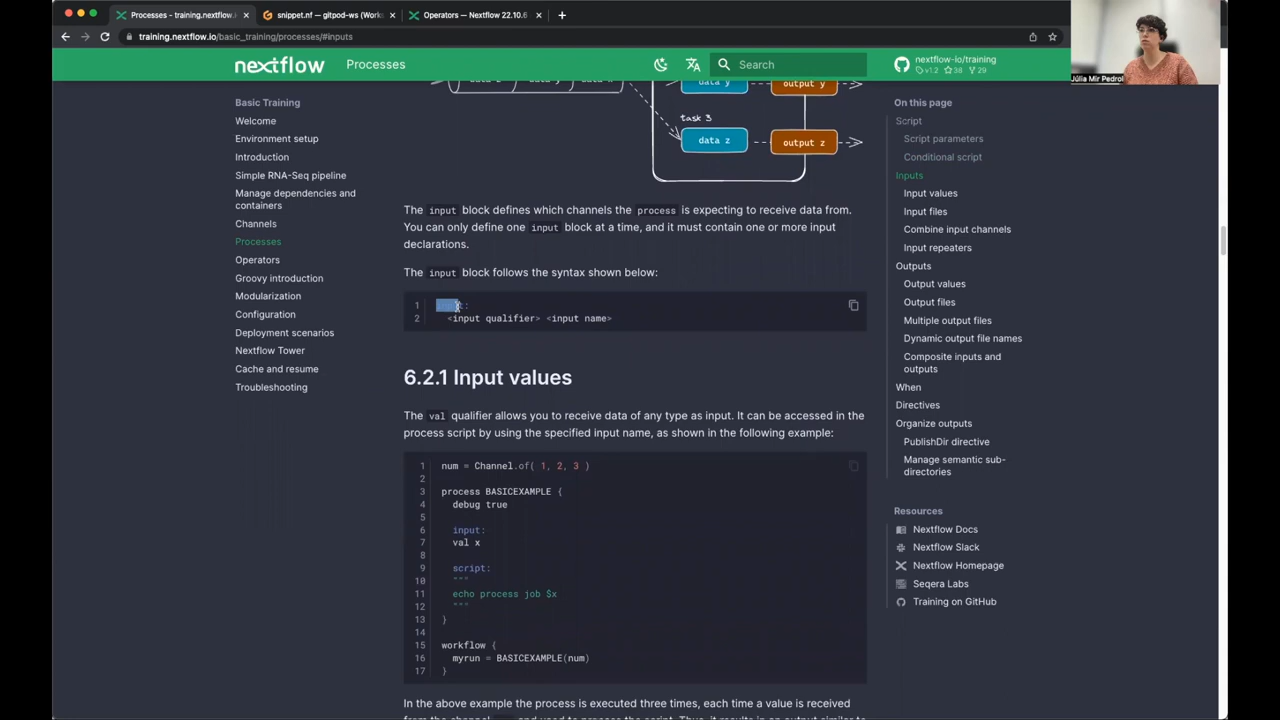 Processes - training.nextflow.
snippet.nf — gitpod-ws (Works
Operators — Nextflow 22.10.6
training.nextflow.io/basic_training/processes/#inputs
nextflow
Processes
Search
nextflow-io/training
v1.2 38 29
Júlia Mir Pedrol
Basic Training
Welcome
Environment setup
Introduction
Simple RNA-Seq pipeline
Manage dependencies and
containers
Channels
Processes
Operators
Groovy introduction
Modularization
Configuration
Deployment scenarios
Nextflow Tower
Cache and resume
Troubleshooting
data y
output y
task 3
data z
output z
The input block defines which channels the process is expecting to receive data from.
You can only define one input block at a time, and it must contain one or more input
declarations.
The input block follows the syntax shown below:
1
2 <input qualifier> <input name>
6.2.1 Input values
The val qualifier allows you to receive data of any type as input. It can be accessed in the
process script by using the specified input name, as shown in the following example:
1 num = Channel.of( 1, 2, 3 )
2
3 process BASICEXAMPLE {
4 debug true
5
6 input:
7 val x
8
9 script:
10 """
11 echo process job $x
12 """
13 }
14
15 workflow {
16 myrun = BASICEXAMPLE(num)
17 }
In the above example the process is executed three times, each time a value is received
On this page
Script
Script parameters
Conditional script
Inputs
Input values
Input files
Combine input channels
Input repeaters
Outputs
Output values
Output files
Multiple output files
Dynamic output file names
Composite inputs and
outputs
When
Directives
Organize outputs
PublishDir directive
Manage semantic sub-
directories
Resources
Nextflow Docs
Nextflow Slack
Nextflow Homepage
Seqera Labs
Training on GitHub